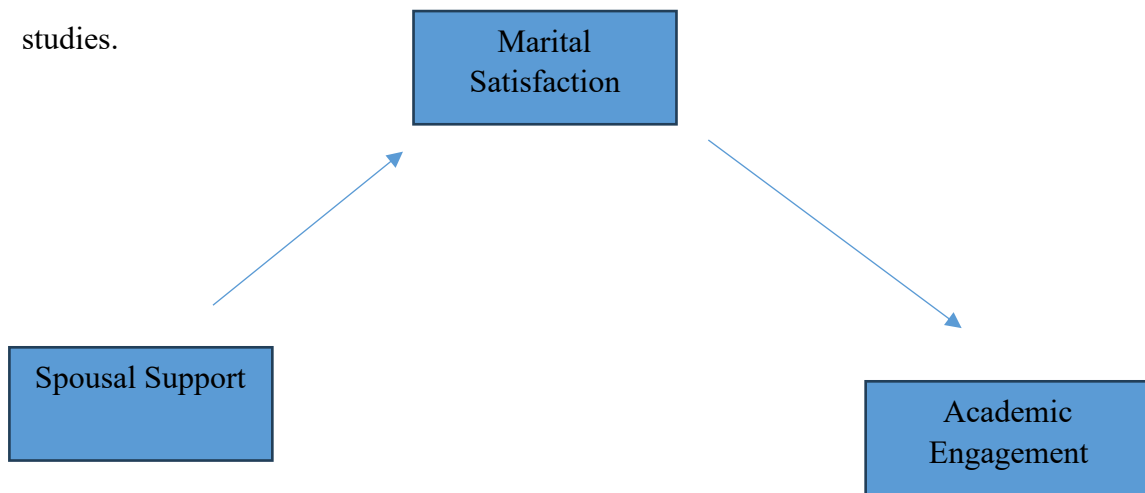 studies.
Marital
Satisfaction
Spousal Support
Academic
Engagement